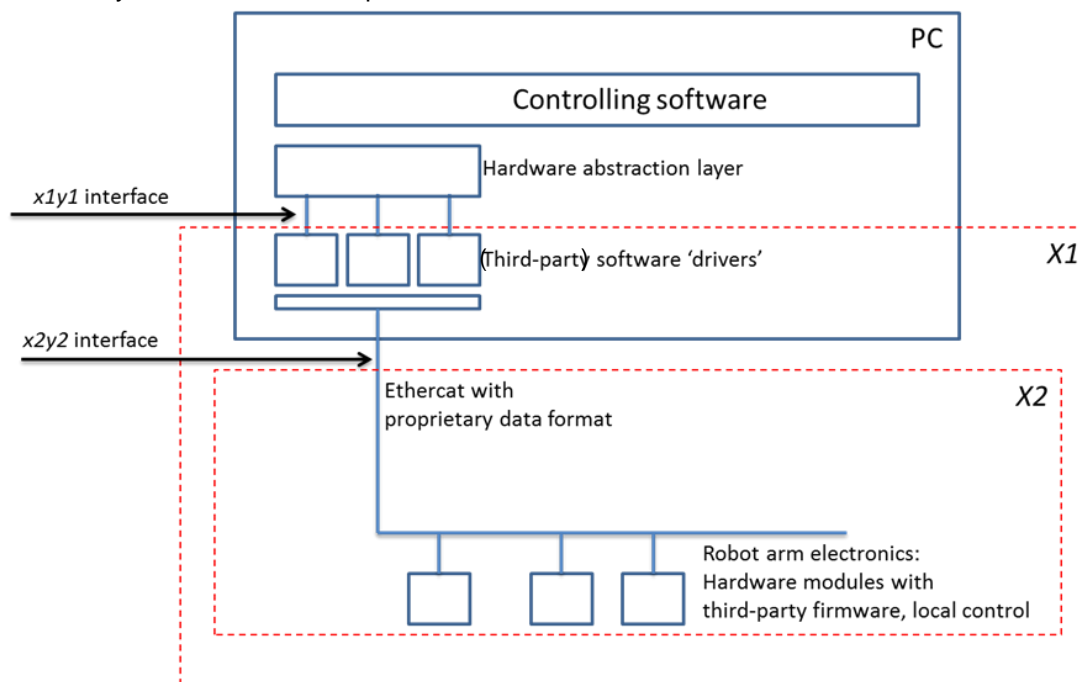 PC
Controlling software
Hardware abstraction layer
x1y1 interface
(Third-party) software ‘drivers’
X1
x2y2 interface
Ethercat with
proprietary data format
X2
Robot arm electronics:
Hardware modules with
third-party firmware, local control